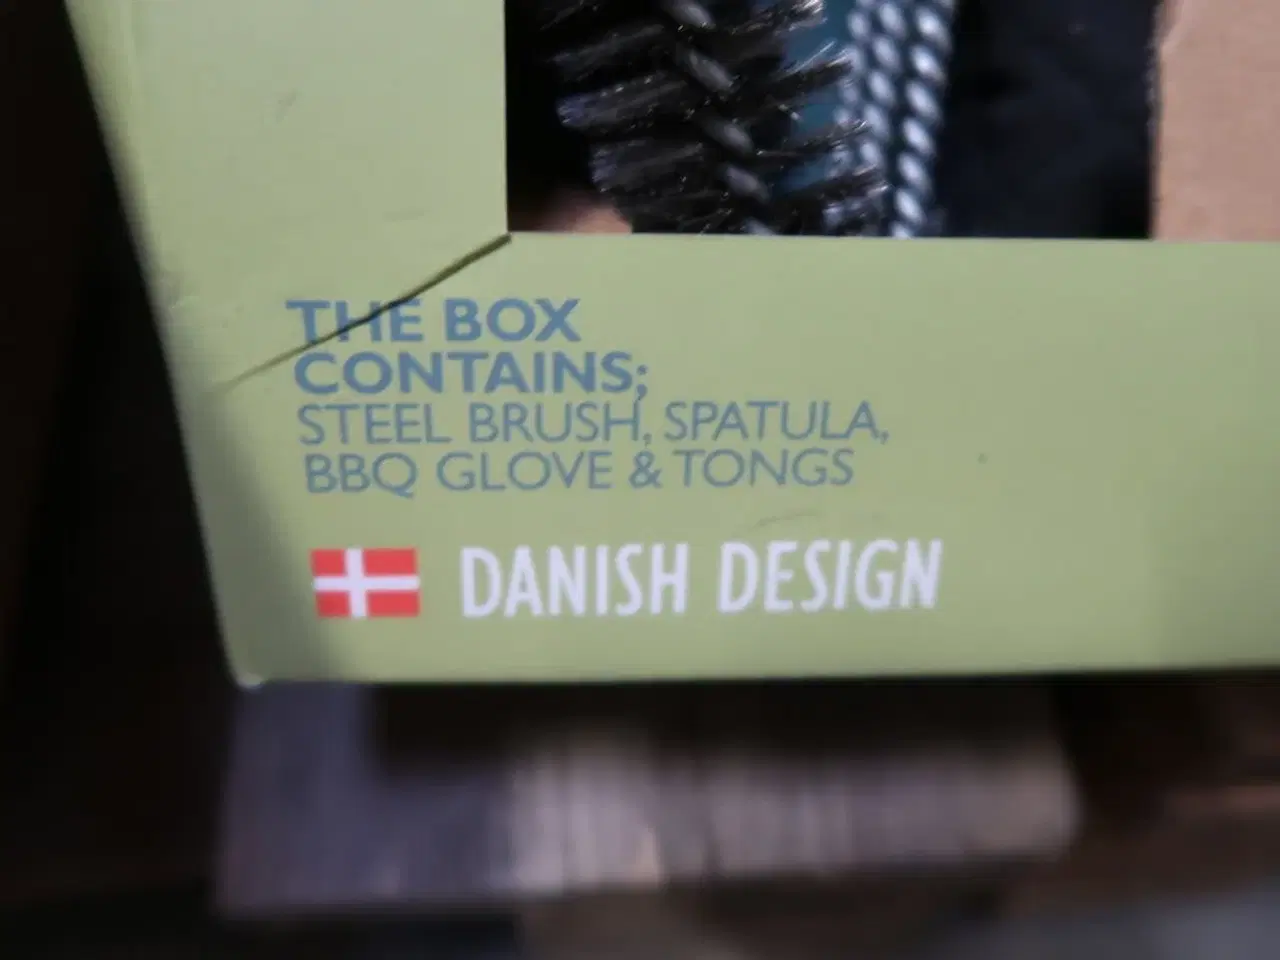 THE BOX
CONTAINS;
STEEL BRUSH, SPATULA,
BBQ GLOVE & TONGS
DANISH DESIGN